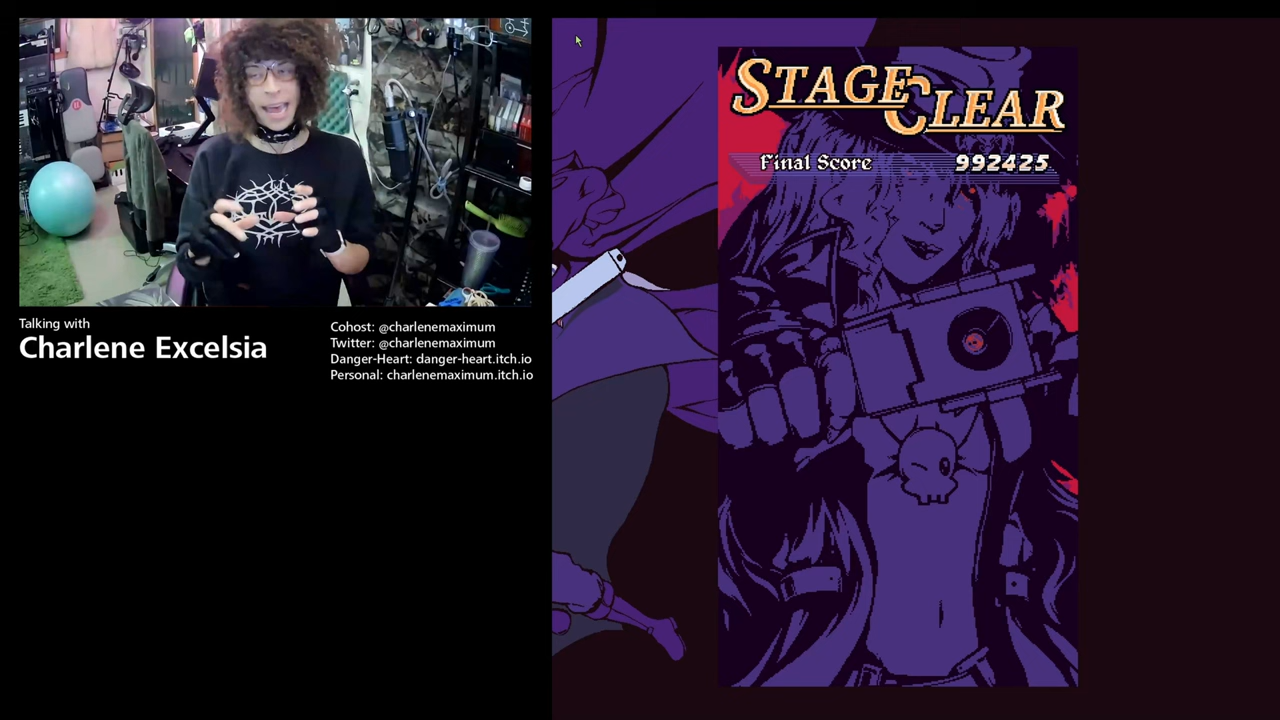 Talking with
Charlene Excelsia
Cohost: @charlenemaximum
Twitter: @charlenemaximum
Danger-Heart: danger-heart.itch.io
Personal: charlenemaximum.itch.io
STAGE CLEAR
Final Score 992425